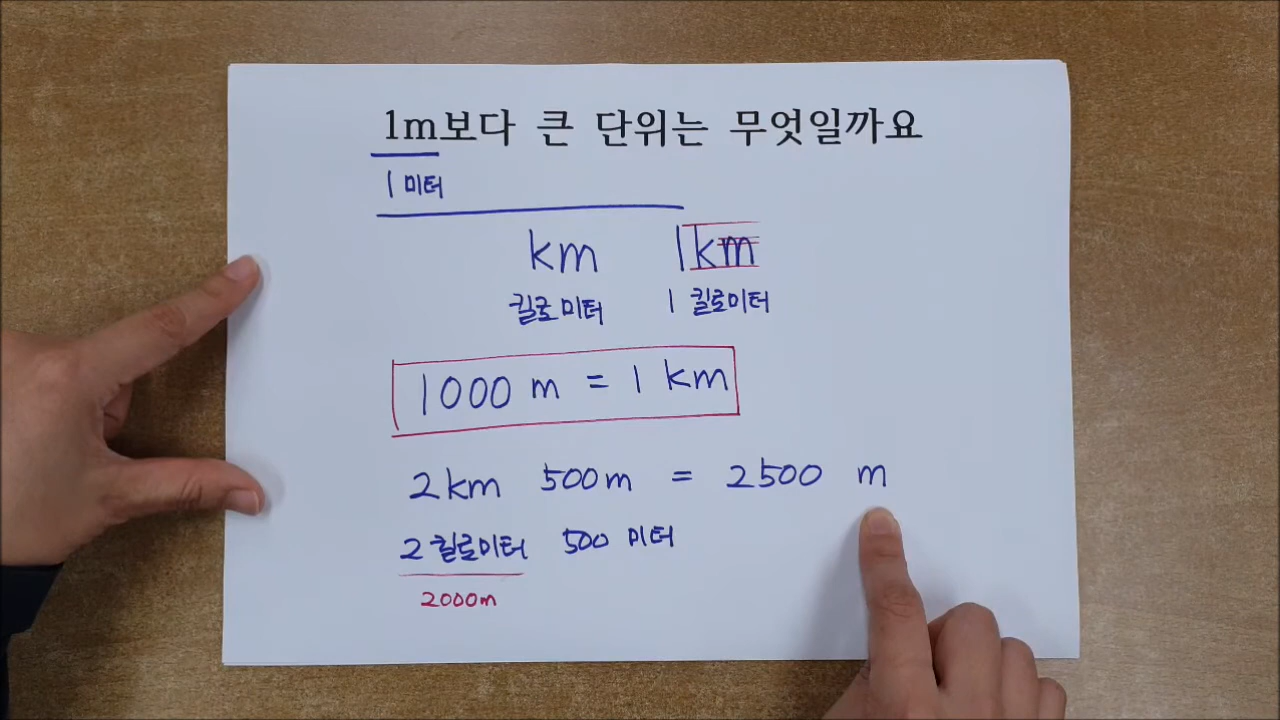 1m보다 큰 단위는 무엇일까요
1 미터
km 1km
킬로미터 1 킬로미터
1000 m = 1 km
2km 500m = 2500 m
2 킬로미터 500 미터
2000m